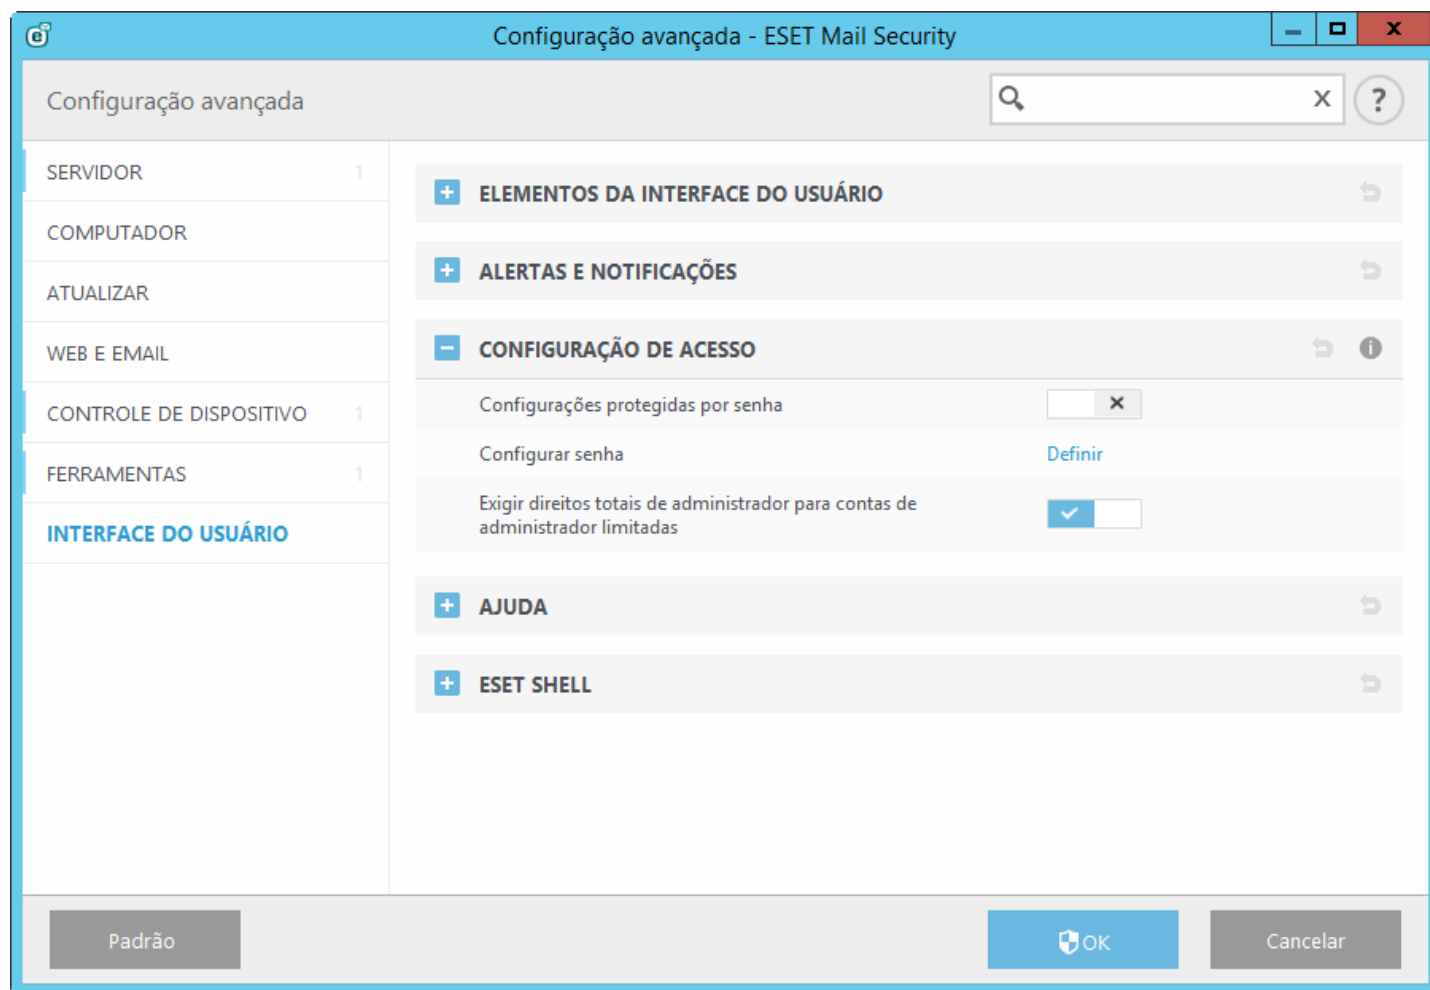 Configuração avançada - ESET Mail Security
Configuração avançada
SERVIDOR 1
COMPUTADOR
ATUALIZAR
WEB E EMAIL
CONTROLE DE DISPOSITIVO 1
FERRAMENTAS 1
INTERFACE DO USUÁRIO
ELEMENTOS DA INTERFACE DO USUÁRIO
ALERTAS E NOTIFICAÇÕES
CONFIGURAÇÃO DE ACESSO
Configurações protegidas por senha
Configurar senha Definir
Exigir direitos totais de administrador para contas de
administrador limitadas
AJUDA
ESET SHELL
Padrão OK Cancelar